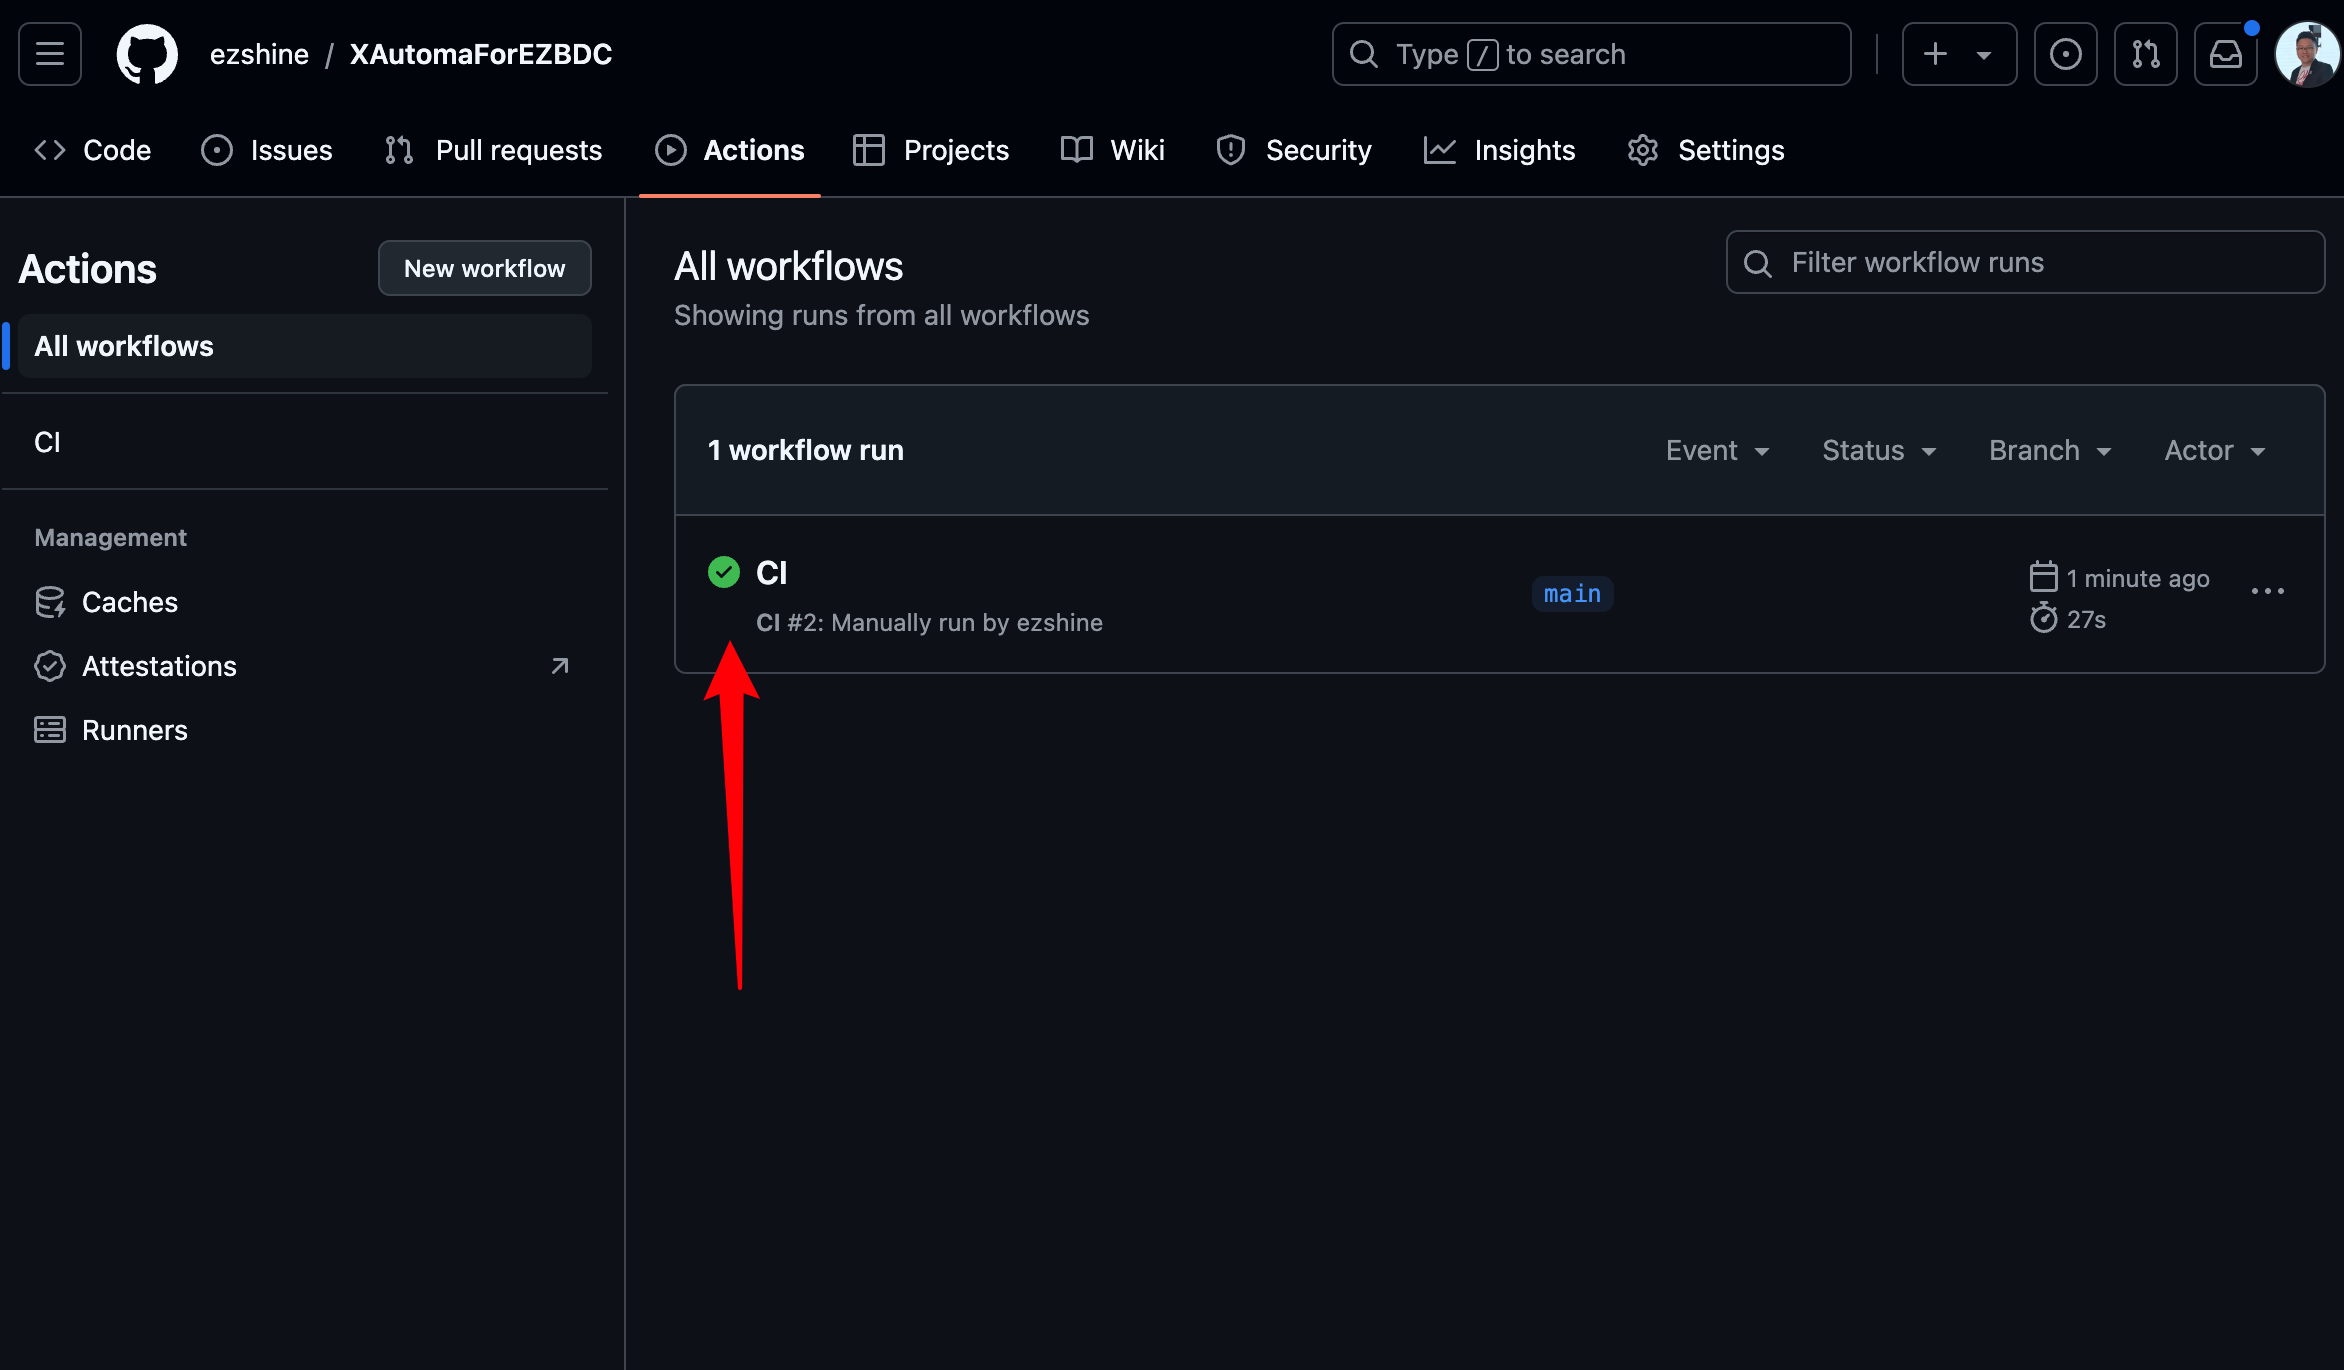 ezshine / XAutomaForEZBDC
Type / to search
Code
Issues
Pull requests
Actions
Projects
Wiki
Security
Insights
Settings
Actions
New workflow
All workflows
CI
Management
Caches
Attestations
Runners
All workflows
Showing runs from all workflows
Filter workflow runs
1 workflow run
Event
Status
Branch
Actor
CI
CI #2: Manually run by ezshine
main
1 minute ago
27s